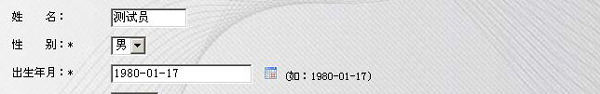 姓　　名： 测试员
性　　别：* 男
出生年月：* 1980-01-17 (如：1980-01-17)